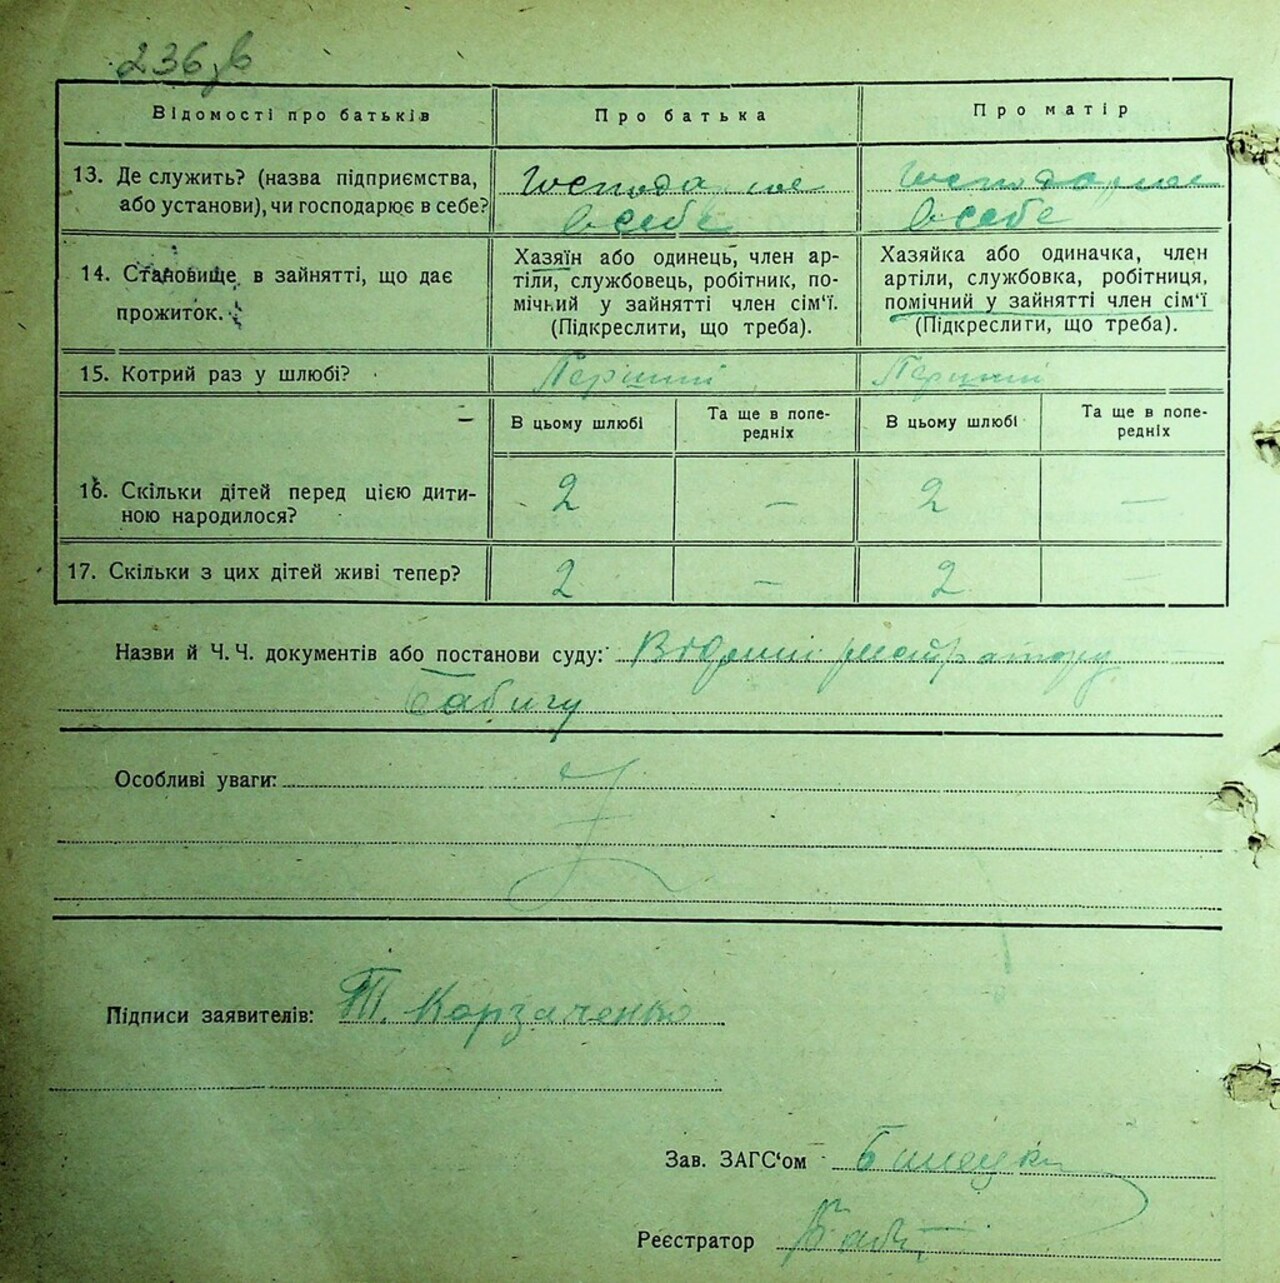 236 зв
Відомості про батьків
Про батька
Про матір
13. Де служить? (назва підприємства,
або установи), чи господарює в себе?
Господарює
в себе
Господарює
в себе
14. Становище в зайнятті, що дає
прожиток.
Хазяїн або одинець, член ар-
тіли, службовець, робітник, по-
мічний у зайнятті член сім'ї.
(Підкреслити, що треба).
Хазяйка або одиначка, член
артіли, службовка, робітниця,
помічний у зайнятті член сім'ї
(Підкреслити, що треба).
15. Котрий раз у шлюбі?
Перший
Перший
В цьому шлюбі
Та ще в попе-
редніх
В цьому шлюбі
Та ще в попе-
редніх
16. Скільки дітей перед цією дити-
ною народилося?
2
—
2
—
17. Скільки з цих дітей живі тепер?
2
—
2
—
Назви й Ч. Ч. документів або постанови суду: Відомий реєстратору
Бабичу
Особливі уваги:
Підписи заявителів: Т. Корзаченко
Зав. ЗАГС'ом
Реєстратор